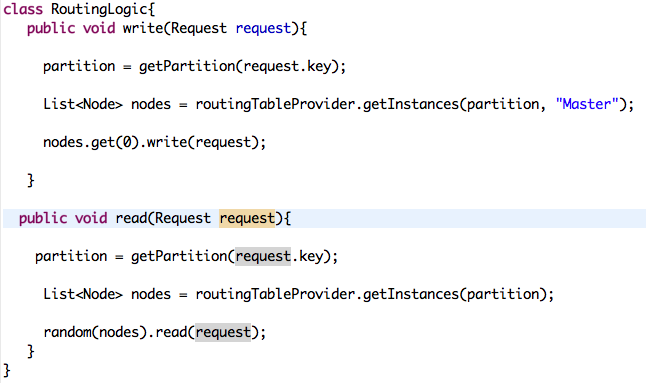 class RoutingLogic{
public void write(Request request){
partition = getPartition(request.key);
List<Node> nodes = routingTableProvider.getInstances(partition, "Master");
nodes.get(0).write(request);
}
public void read(Request request){
partition = getPartition(request.key);
List<Node> nodes = routingTableProvider.getInstances(partition);
random(nodes).read(request);
}
}